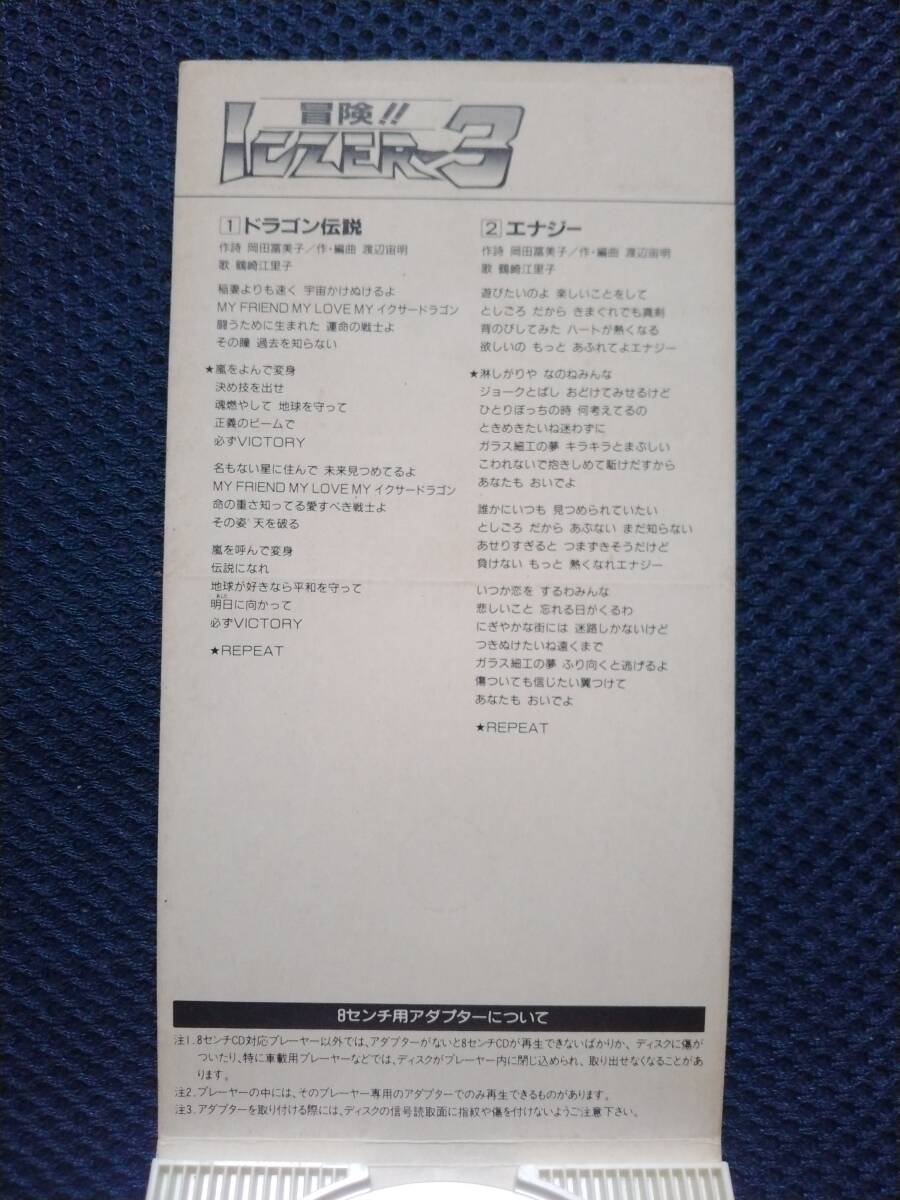 冒険!!
ICZER-3
1 ドラゴン伝説
作詩 岡田冨美子/作・編曲 渡辺宙明
歌 鶴崎江里子
稲妻よりも速く 宇宙かけぬけるよ
MY FRIEND MY LOVE MY イクサードラゴン
闘うために生まれた 運命の戦士よ
その瞳 過去を知らない
★嵐をよんで変身
決め技を出せ
魂燃やして 地球を守って
正義のビームで
必ずVICTORY
名もない星に住んで 未来見つめてるよ
MY FRIEND MY LOVE MY イクサードラゴン
命の重さ知ってる愛すべき戦士よ
その姿 天を破る
嵐を呼んで変身
伝説になれ
地球が好きなら平和を守って
明日に向かって
必ずVICTORY
★REPEAT
2 エナジー
作詩 岡田冨美子/作・編曲 渡辺宙明
歌 鶴崎江里子
遊びたいのよ 楽しいことをして
としごろ だから きまぐれでも真剣
背のびしてみた ハートが熱くなる
欲しいの もっと あふれてよエナジー
★淋しがりや なのねみんな
ジョークとばし おどけてみせるけど
ひとりぼっちの時 何考えてるの
ときめきたいね迷わずに
ガラス細工の夢 キラキラとまぶしい
こわれないで抱きしめて駆けだすから
あなたも おいでよ
誰かにいつも 見つめられていたい
としごろ だから あぶない まだ知らない
あせりすぎると つまずきそうだけど
負けない もっと 熱くなれエナジー
いつか恋を するわみんな
悲しいこと 忘れる日がくるわ
にぎやかな街には 迷路しかないけど
つきぬけたいね遠くまで
ガラス細工の夢 ふり向くと逃げるよ
傷ついても信じたい翼つけて
あなたも おいでよ
★REPEAT
8センチ用アダプターについて
注1.8センチCD対応プレーヤー以外では、アダプターがないと8センチCDが再生できないばかりか、ディスクに傷が
ついたり、特に車載用プレーヤーなどでは、ディスクがプレーヤー内に閉じ込められ、取り出せなくなることがあ
ります。
注2.プレーヤーの中には、そのプレーヤー専用のアダプターでのみ再生できるものがあります。
注3.アダプターを取り付ける際には、ディスクの信号読取面に指紋や傷を付けないようご注意下さい。